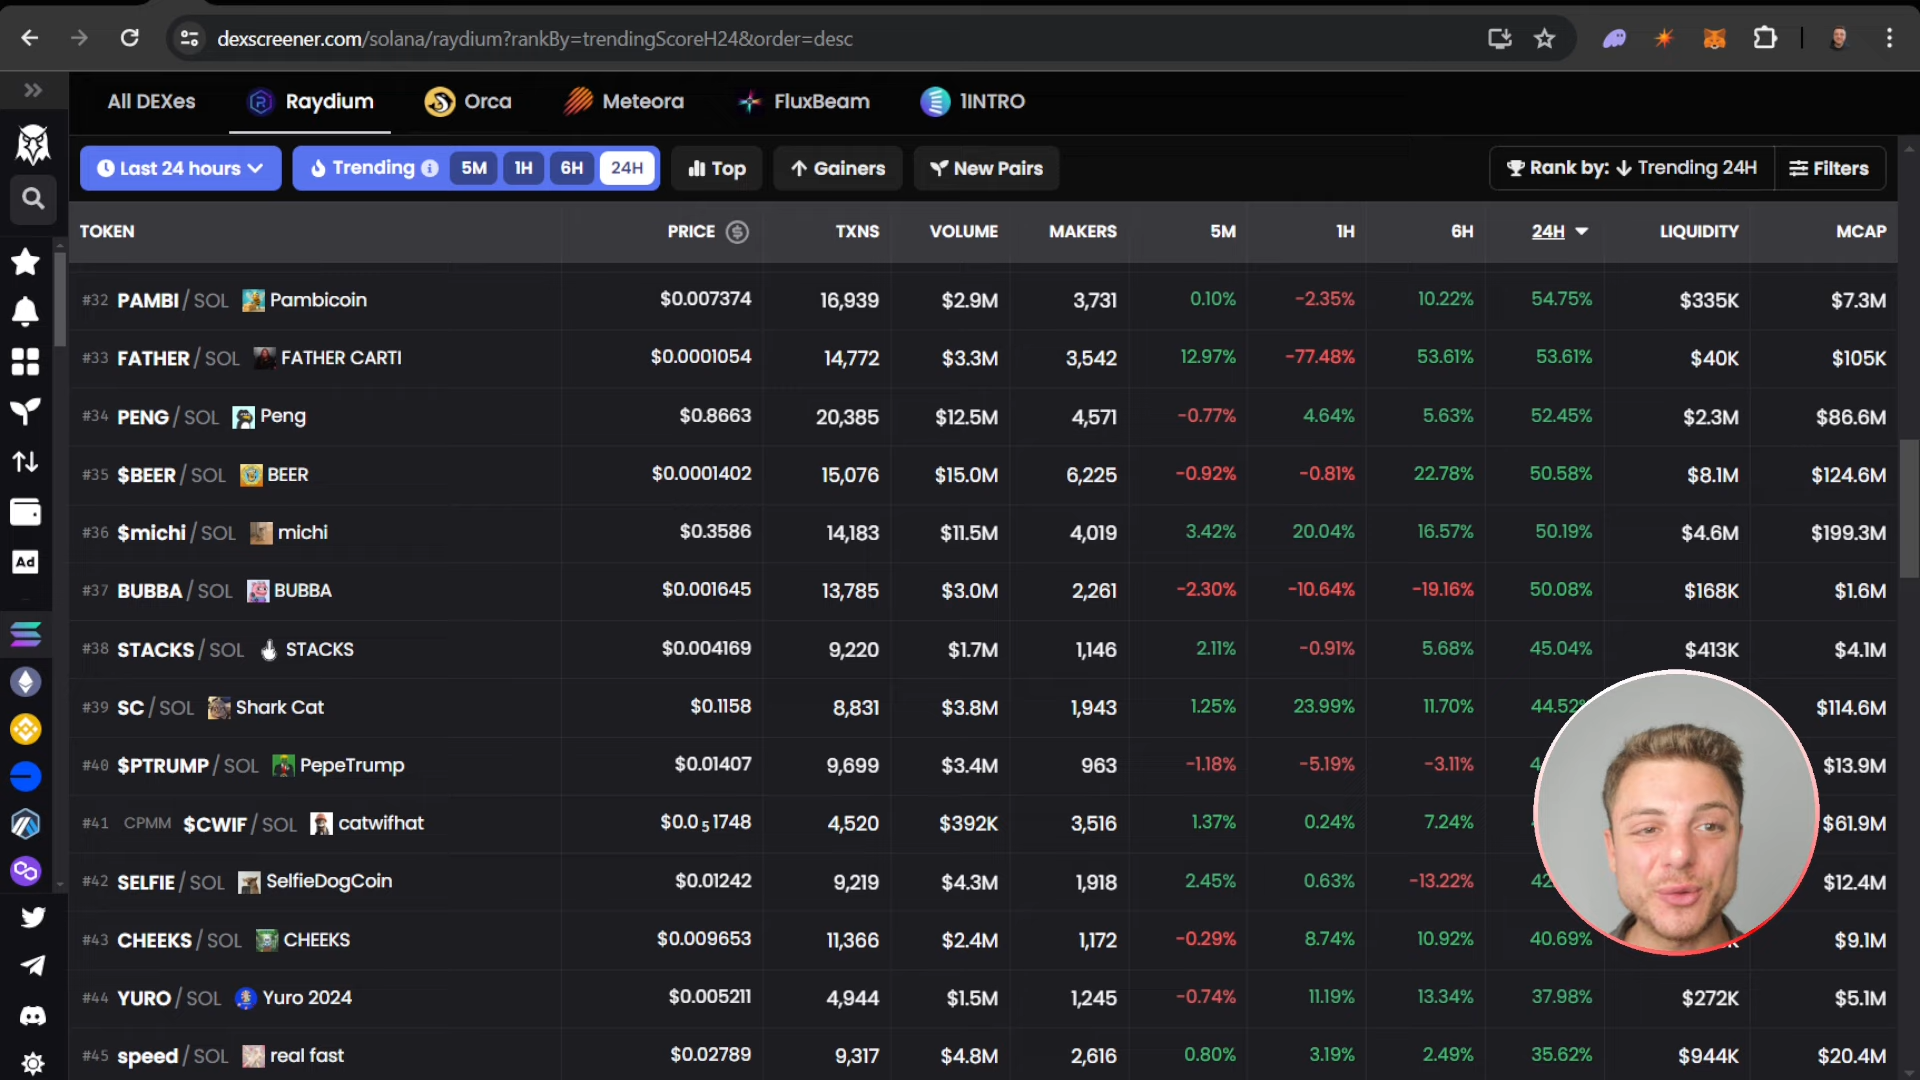 dexscreener.com/solana/raydium?rankBy=trendingScoreH24&order=desc
All DEXes Raydium Orca Meteora FluxBeam 1INTRO
Last 24 hours Trending 5M 1H 6H 24H Top Gainers New Pairs Rank by: Trending 24H Filters
TOKEN PRICE TXNS VOLUME MAKERS 5M 1H 6H 24H LIQUIDITY MCAP
#32 PAMBI / SOL Pambicoin $0.007374 16,939 $2.9M 3,731 0.10% -2.35% 10.22% 54.75% $335K $7.3M
#33 FATHER / SOL FATHER CARTI $0.0001054 14,772 $3.3M 3,542 12.97% -77.48% 53.61% 53.61% $40K $105K
#34 PENG / SOL Peng $0.8663 20,385 $12.5M 4,571 -0.77% 4.64% 5.63% 52.45% $2.3M $86.6M
#35 $BEER / SOL BEER $0.0001402 15,076 $15.0M 6,225 -0.92% -0.81% 22.78% 50.58% $8.1M $124.6M
#36 $michi / SOL michi $0.3586 14,183 $11.5M 4,019 3.42% 20.04% 16.57% 50.19% $4.6M $199.3M
#37 BUBBA / SOL BUBBA $0.001645 13,785 $3.0M 2,261 -2.30% -10.64% -19.16% 50.08% $168K $1.6M
Ad
#38 STACKS / SOL STACKS $0.004169 9,220 $1.7M 1,146 2.11% -0.91% 5.68% 45.04% $413K $4.1M
#39 SC / SOL Shark Cat $0.1158 8,831 $3.8M 1,943 1.25% 23.99% 11.70% 44.52% $114.6M
#40 $PTRUMP / SOL PepeTrump $0.01407 9,699 $3.4M 963 -1.18% -5.19% -3.11% $13.9M
#41 CPMM $CWIF / SOL catwifhat $0.0₅1748 4,520 $392K 3,516 1.37% 0.24% 7.24% $61.9M
#42 SELFIE / SOL SelfieDogCoin $0.01242 9,219 $4.3M 1,918 2.45% 0.63% -13.22% $12.4M
#43 CHEEKS / SOL CHEEKS $0.009653 11,366 $2.4M 1,172 -0.29% 8.74% 10.92% 40.69% $9.1M
#44 YURO / SOL Yuro 2024 $0.005211 4,944 $1.5M 1,245 -0.74% 11.19% 13.34% 37.98% $272K $5.1M
#45 speed / SOL real fast $0.02789 9,317 $4.8M 2,616 0.80% 3.19% 2.49% 35.62% $944K $20.4M